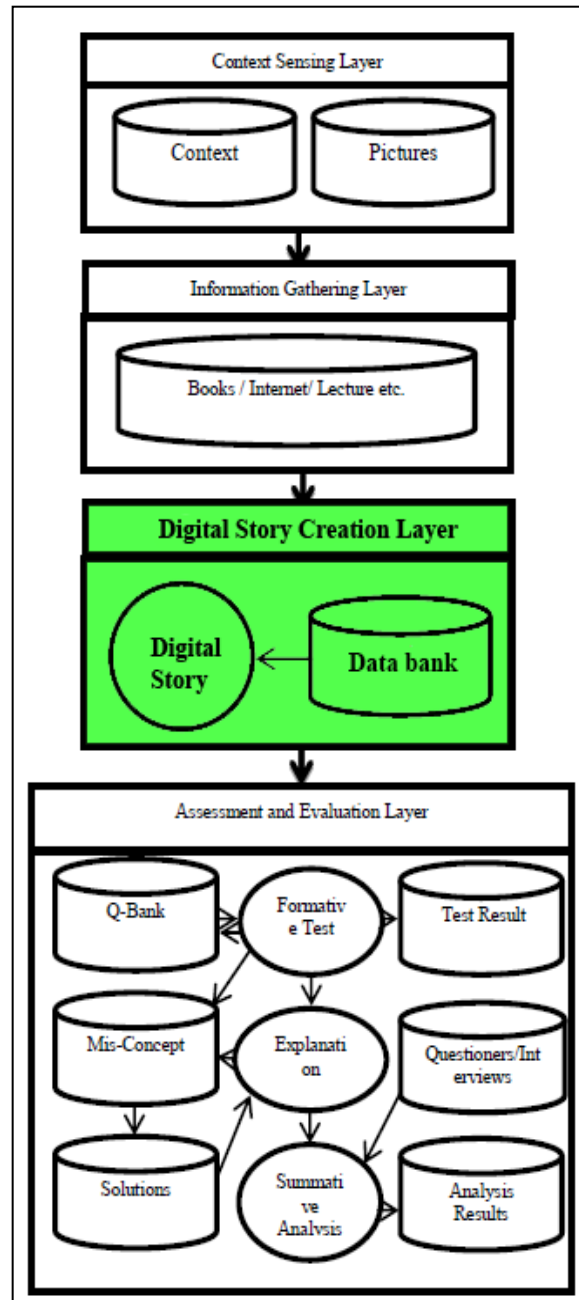 Context Sensing Layer
Context
Pictures
Information Gathering Layer
Books / Internet/ Lecture etc.
Digital Story Creation Layer
Digital
Story
Data bank
Assessment and Evaluation Layer
Q-Bank
Formativ
e Test
Test Result
Mis-Concept
Explanati
on
Questioners/Int
erviews
Solutions
Summati
ve
Analysis
Analysis
Results